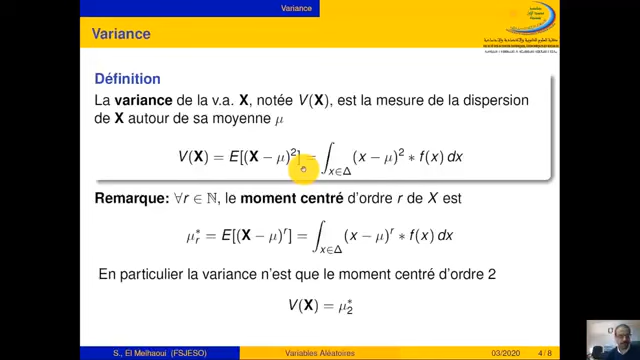 Variance
Variance
Définition
La variance de la v.a. X, notée V(X), est la mesure de la dispersion
de X autour de sa moyenne μ
V(X) = E[(X − μ)²] = ∫_{x∈Δ} (x − μ)² * f(x) dx
Remarque: ∀r ∈ ℕ, le moment centré d'ordre r de X est
μ*_r = E[(X − μ)^r] = ∫_{x∈Δ} (x − μ)^r * f(x) dx
En particulier la variance n'est que le moment centré d'ordre 2
V(X) = μ*_2
S., El Melhaoui (FSJESO)
Variables Aléatoires
03/2020
4 / 8